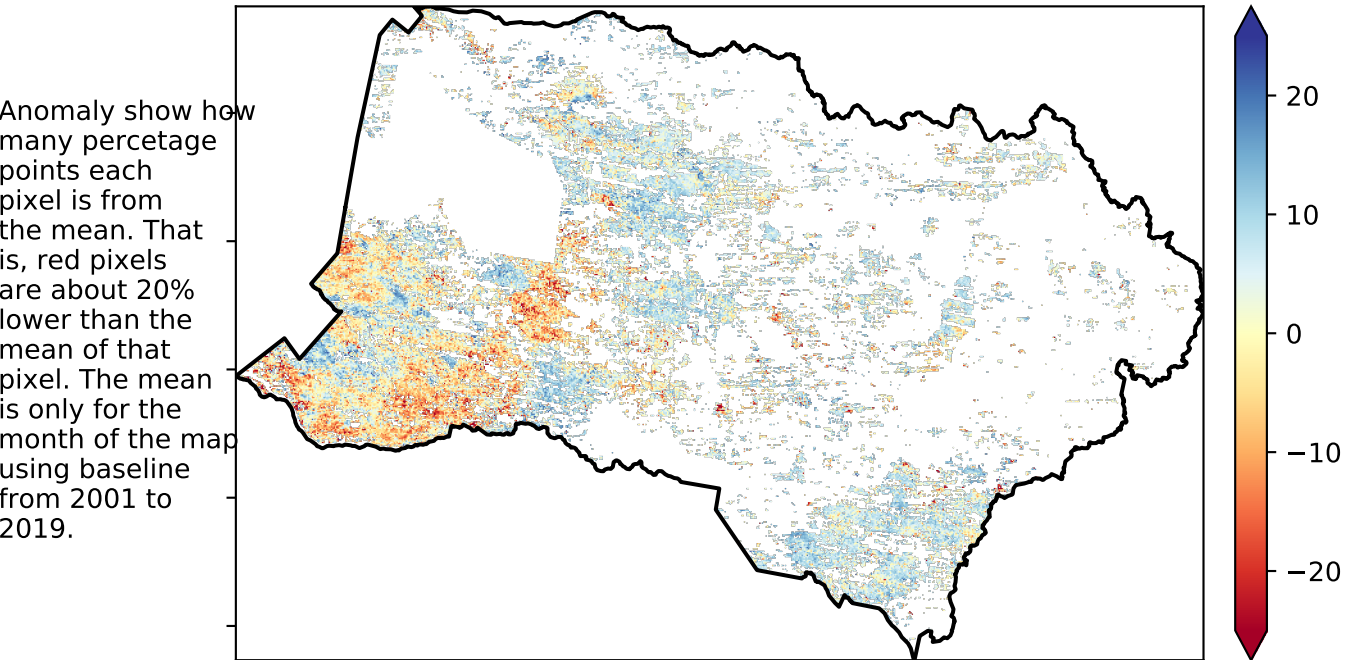 Anomaly show how
many percetage
points each
pixel is from
the mean. That
is, red pixels
are about 20%
lower than the
mean of that
pixel. The mean
is only for the
month of the map
using baseline
from 2001 to
2019.
20
10
0
−10
−20